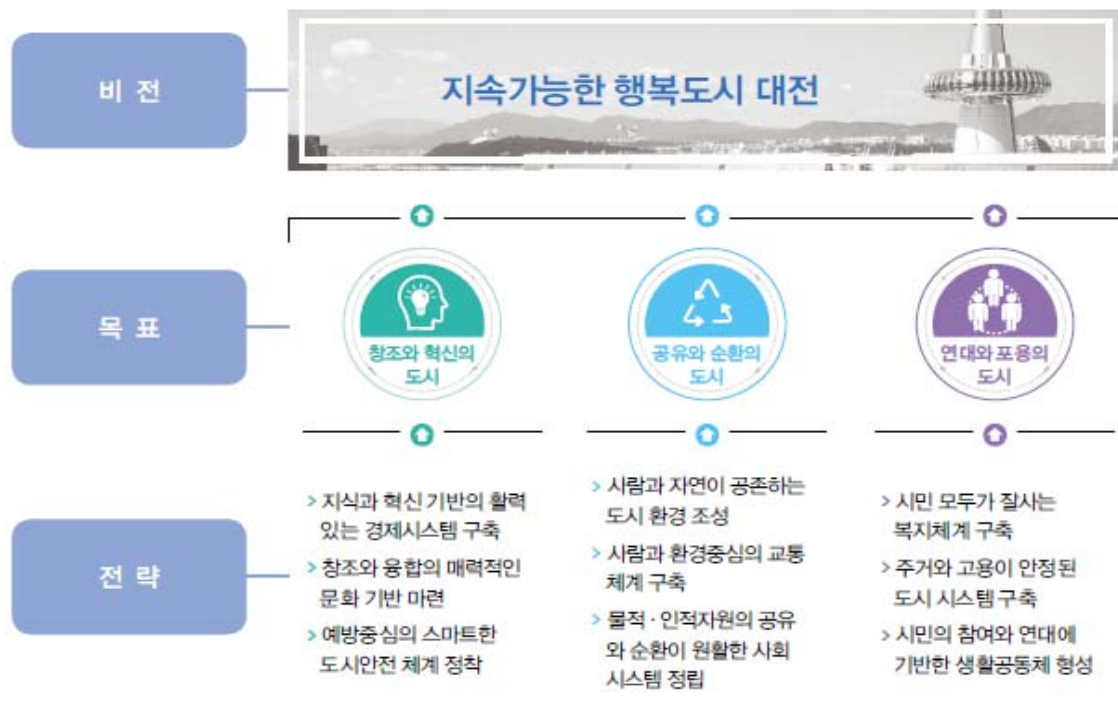 비 전
지속가능한 행복도시 대전
목 표
창조와 혁신의
도시
공유와 순환의
도시
연대와 포용의
도시
전 략
> 지식과 혁신 기반의 활력
있는 경제시스템 구축
> 창조와 융합의 매력적인
문화 기반 마련
> 예방중심의 스마트한
도시안전 체계 정착
> 사람과 자연이 공존하는
도시 환경 조성
> 사람과 환경중심의 교통
체계 구축
> 물적 · 인적자원의 공유
와 순환이 원활한 사회
시스템 정립
> 시민 모두가 잘사는
복지체계 구축
> 주거와 고용이 안정된
도시 시스템 구축
> 시민의 참여와 연대에
기반한 생활공동체 형성